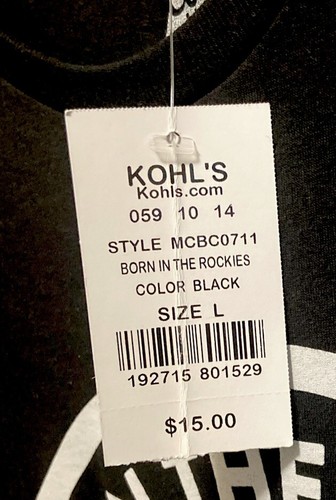 KOHL'S
Kohls.com
059 10 14
STYLE MCBC0711
BORN IN THE ROCKIES
COLOR BLACK
SIZE L
192715 801529
$15.00
THE